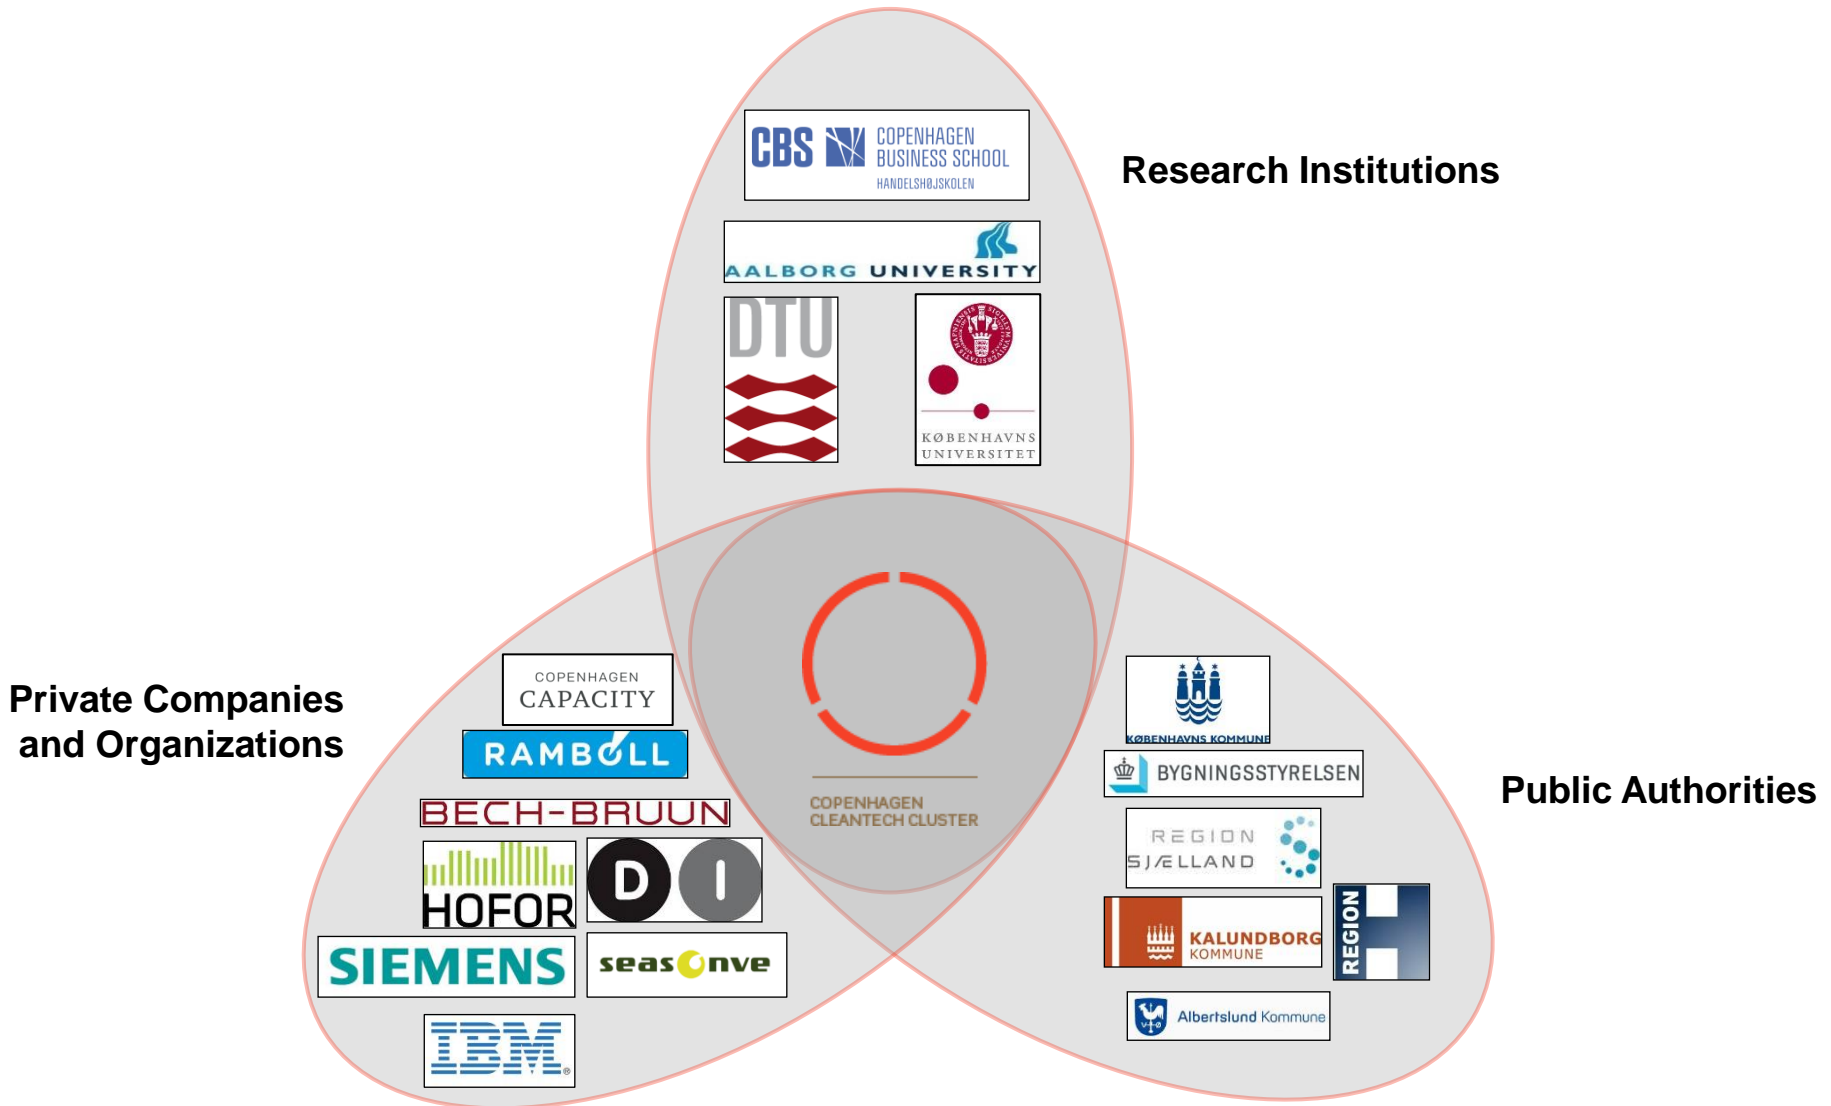 CBS COPENHAGEN
BUSINESS SCHOOL
HANDELSHØJSKOLEN
Research Institutions
AALBORG UNIVERSITY
DTU
KØBENHAVNS
UNIVERSITET
Private Companies
and Organizations
COPENHAGEN
CAPACITY
RAMBØLL
BECH-BRUUN
HOFOR
D I
SIEMENS
seasonve
IBM®
COPENHAGEN
CLEANTECH CLUSTER
Public Authorities
KØBENHAVNS KOMMUNE
BYGNINGSSTYRELSEN
REGION
SJÆLLAND
KALUNDBORG
KOMMUNE
REGION H
Albertslund Kommune